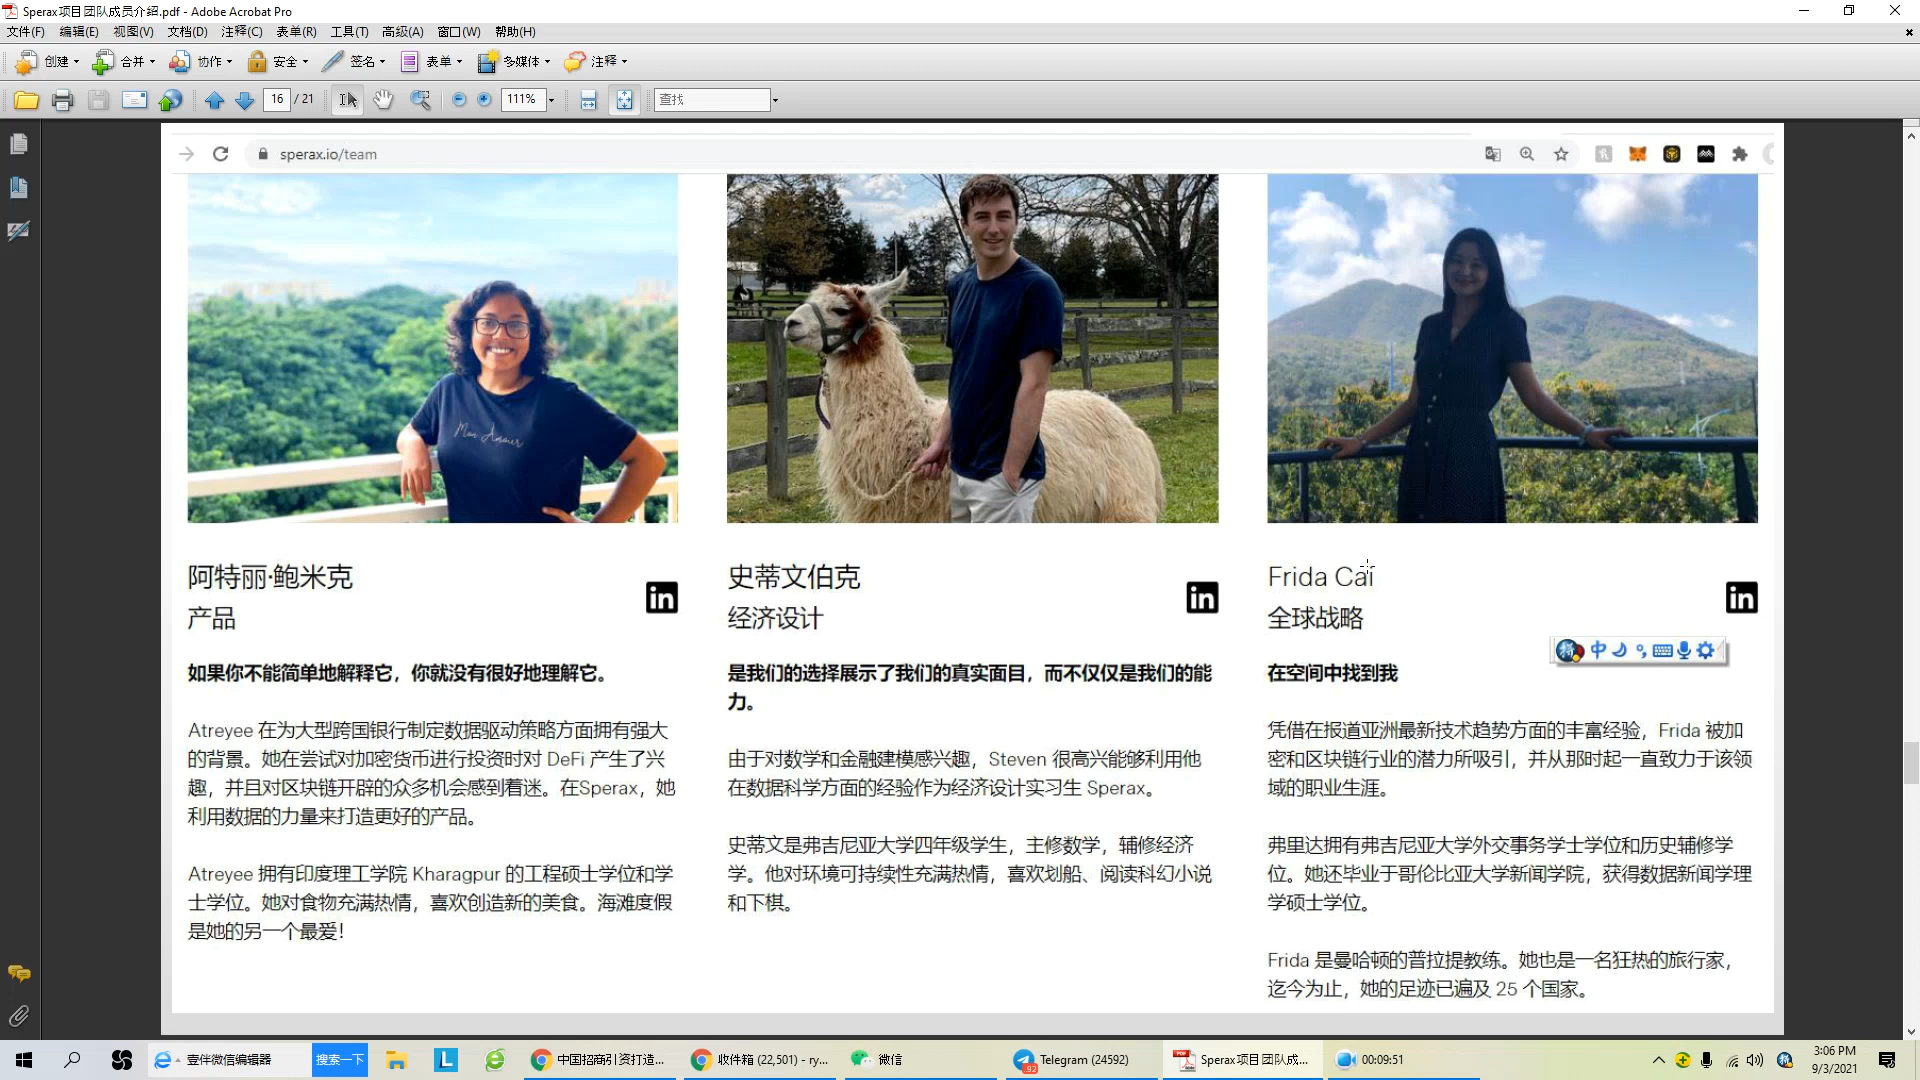 Sperax项目团队成员介绍.pdf - Adobe Acrobat Pro
文件(F) 编辑(E) 视图(V) 文档(D) 注释(C) 表单(R) 工具(T) 高级(A) 窗口(W) 帮助(H)
创建 合并 协作 安全 签名 表单 多媒体 注释
16 / 21 111% 查找
sperax.io/team
Mon Amour
阿特丽·鲍米克
产品
如果你不能简单地解释它，你就没有很好地理解它。
Atreyee 在为大型跨国银行制定数据驱动策略方面拥有强大
的背景。她在尝试对加密货币进行投资时对 DeFi 产生了兴
趣，并且对区块链开辟的众多机会感到着迷。在Sperax，她
利用数据的力量来打造更好的产品。
Atreyee 拥有印度理工学院 Kharagpur 的工程硕士学位和学
士学位。她对食物充满热情，喜欢创造新的美食。海滩度假
是她的另一个最爱！
史蒂文伯克
经济设计
是我们的选择展示了我们的真实面目，而不仅仅是我们的能
力。
由于对数学和金融建模感兴趣，Steven 很高兴能够利用他
在数据科学方面的经验作为经济设计实习生 Sperax。
史蒂文是弗吉尼亚大学四年级学生，主修数学，辅修经济
学。他对环境可持续性充满热情，喜欢划船、阅读科幻小说
和下棋。
Frida Cai
全球战略
在空间中找到我
凭借在报道亚洲最新技术趋势方面的丰富经验，Frida 被加
密和区块链行业的潜力所吸引，并从那时起一直致力于该领
域的职业生涯。
弗里达拥有弗吉尼亚大学外交事务学士学位和历史辅修学
位。她还毕业于哥伦比亚大学新闻学院，获得数据新闻学理
学硕士学位。
Frida 是曼哈顿的普拉提教练。她也是一名狂热的旅行家，
迄今为止，她的足迹已遍及 25 个国家。
in
in
in
拼 中
壹伴微信编辑器 搜索一下 中国招商引资打造... 收件箱 (22,501) - ry... 微信 Telegram (24592) Sperax项目团队成... 00:09:51
3:06 PM
9/3/2021